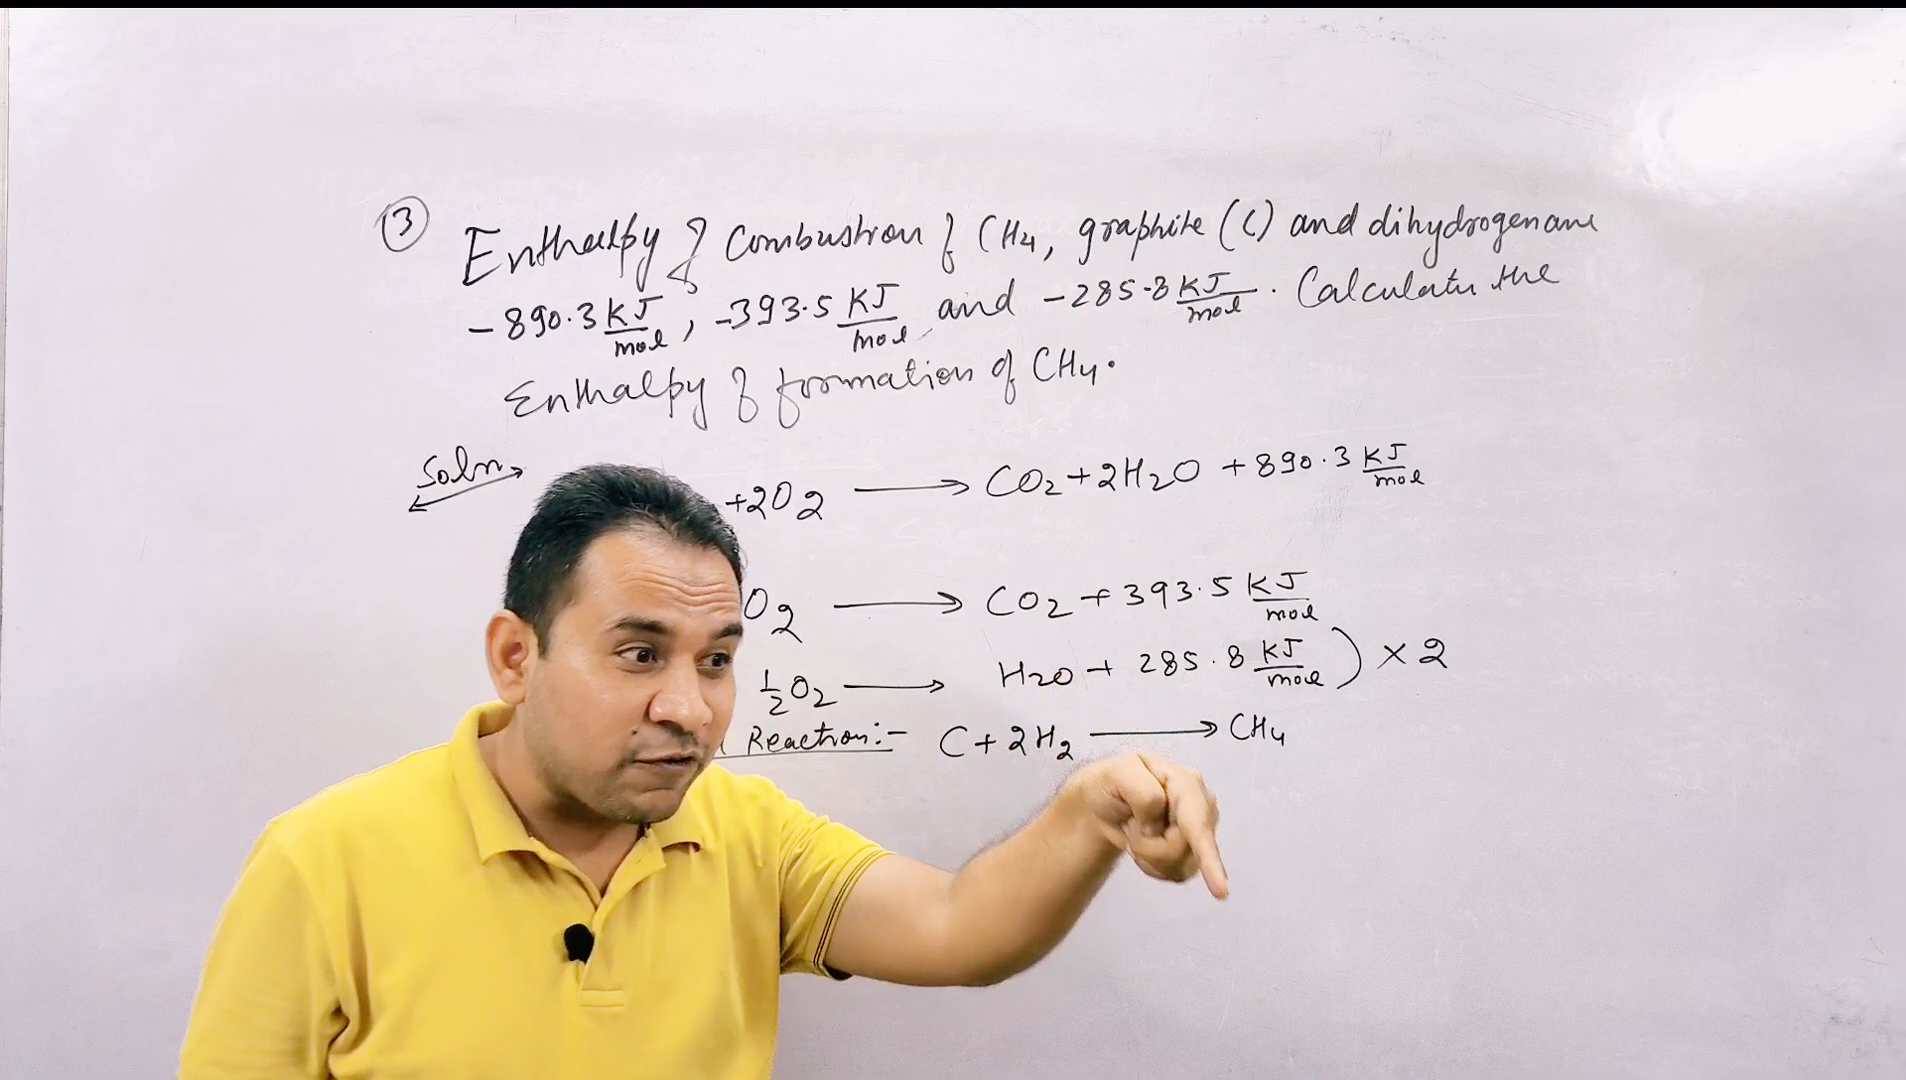 ③ Enthalpy of combustion of CH4, graphite (C) and dihydrogen are
-890.3 KJ/mol, -393.5 KJ/mol and -285.8 KJ/mol. Calculate the
Enthalpy of formation of CH4.
Soln
+2O2 → CO2 + 2H2O + 890.3 KJ/mol
O2 → CO2 + 393.5 KJ/mol
1/2 O2 → H2O + 285.8 KJ/mol ) × 2
Reaction:- C + 2H2 → CH4